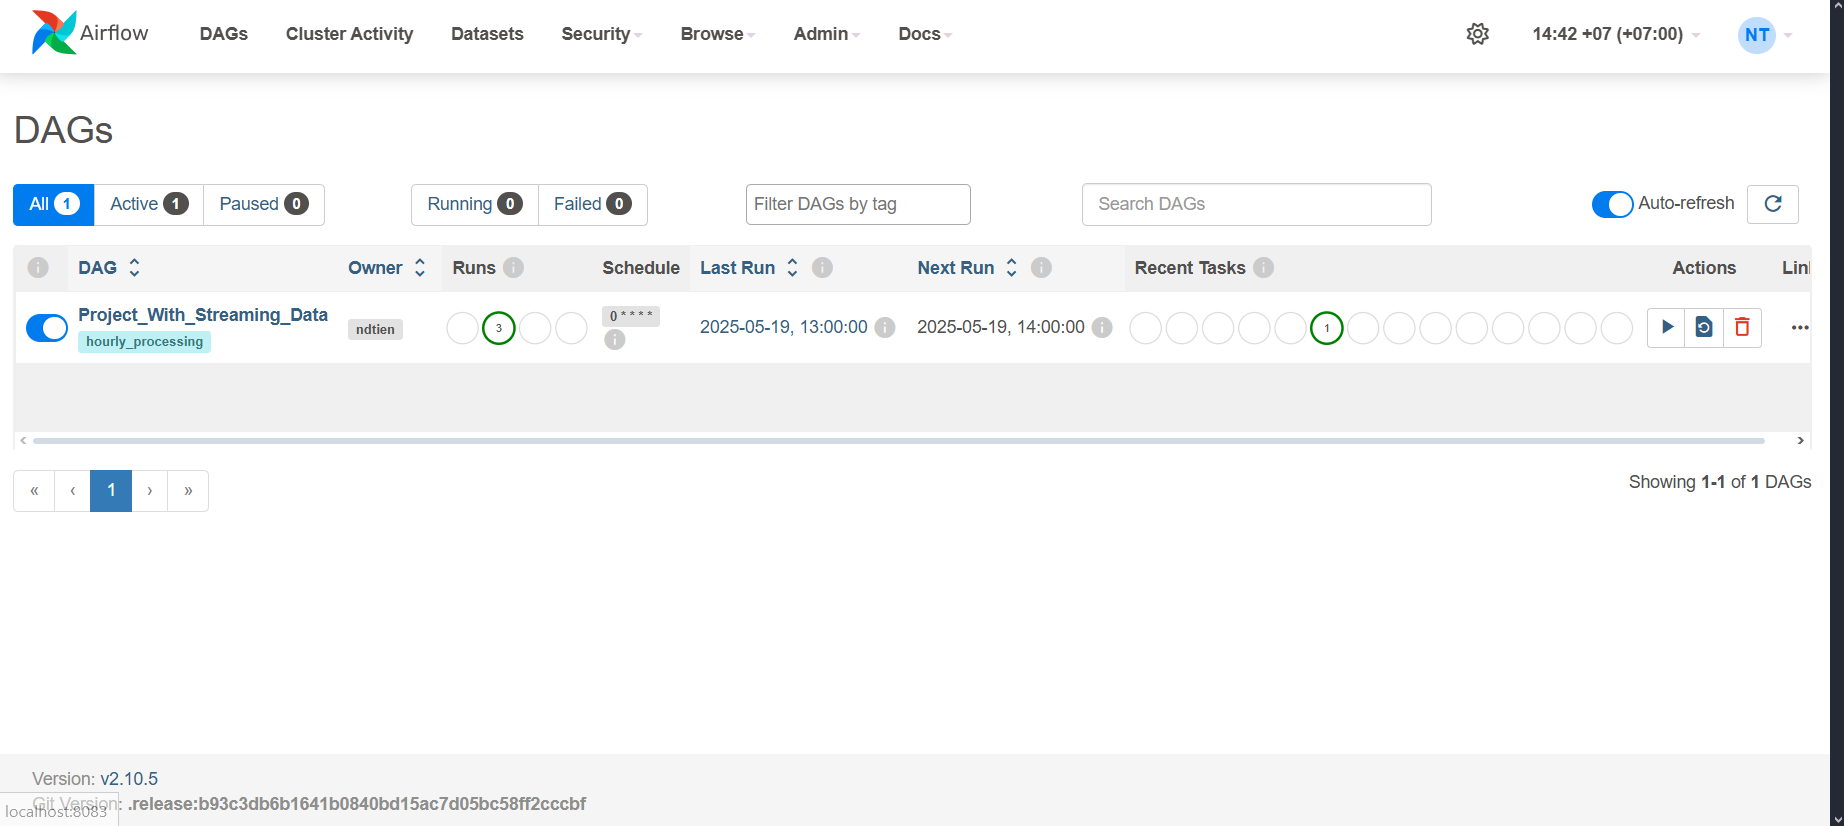 Airflow DAGs Cluster Activity Datasets Security Browse Admin Docs 14:42 +07 (+07:00) NT
DAGs
All 1 Active 1 Paused 0 Running 0 Failed 0 Filter DAGs by tag Search DAGs Auto-refresh
DAG Owner Runs Schedule Last Run Next Run Recent Tasks Actions Lin
Project_With_Streaming_Data ndtien 3 0 * * * * 2025-05-19, 13:00:00 2025-05-19, 14:00:00 1
hourly_processing
« ‹ 1 › »
Showing 1-1 of 1 DAGs
Version: v2.10.5
Git Version: .release:b93c3db6b1641b0840bd15ac7d05bc58ff2cccbf
localhost:8083